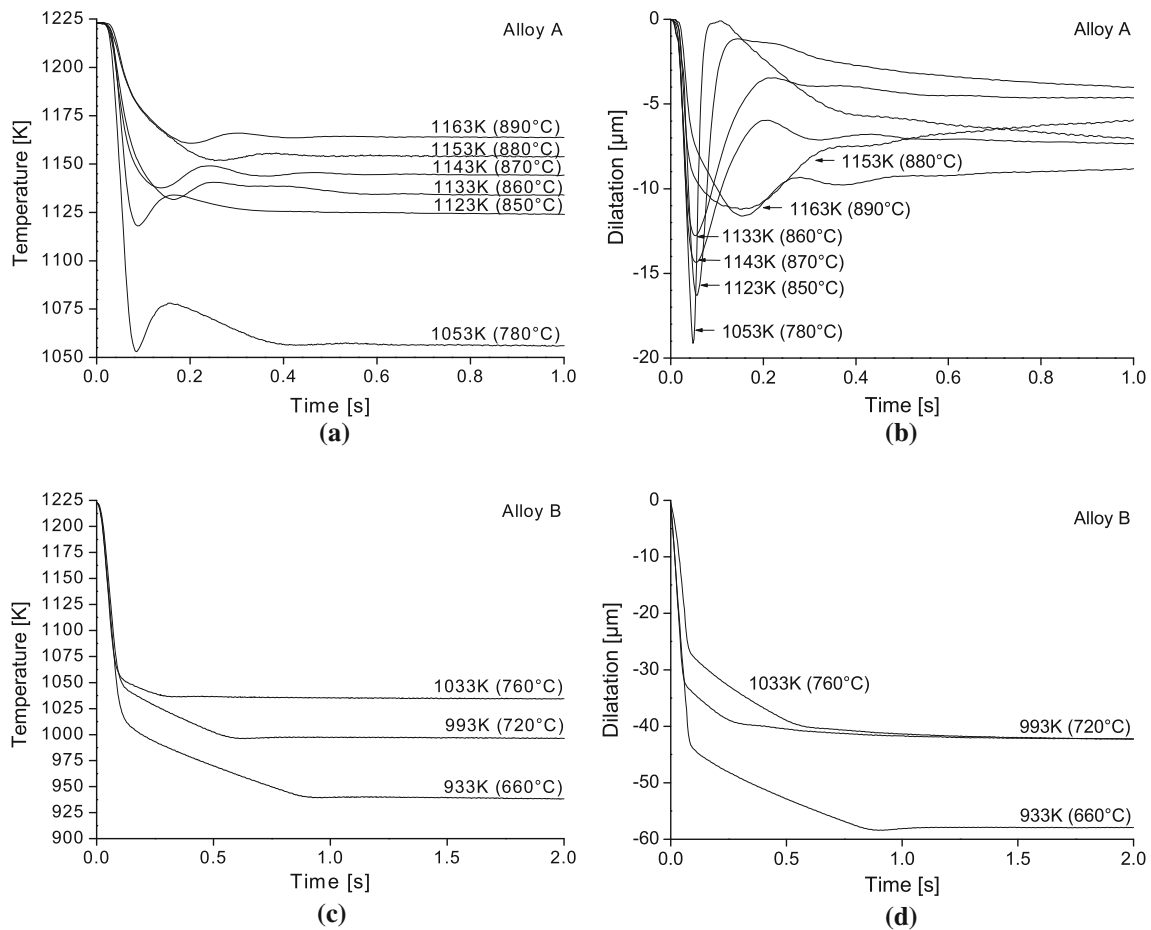 Alloy A
Temperature [K]
1225
1200
1175
1150
1125
1100
1075
1050
1163K (890°C)
1153K (880°C)
1143K (870°C)
1133K (860°C)
1123K (850°C)
1053K (780°C)
0.0 0.2 0.4 0.6 0.8 1.0
Time [s]
(a)
Alloy A
Dilatation [µm]
0
-5
-10
-15
-20
1153K (880°C)
1163K (890°C)
1133K (860°C)
1143K (870°C)
1123K (850°C)
1053K (780°C)
0.0 0.2 0.4 0.6 0.8 1.0
Time [s]
(b)
Alloy B
Temperature [K]
1225
1200
1175
1150
1125
1100
1075
1050
1025
1000
975
950
925
900
1033K (760°C)
993K (720°C)
933K (660°C)
0.0 0.5 1.0 1.5 2.0
Time [s]
(c)
Alloy B
Dilatation [µm]
0
-10
-20
-30
-40
-50
-60
1033K (760°C)
993K (720°C)
933K (660°C)
0.0 0.5 1.0 1.5 2.0
Time [s]
(d)